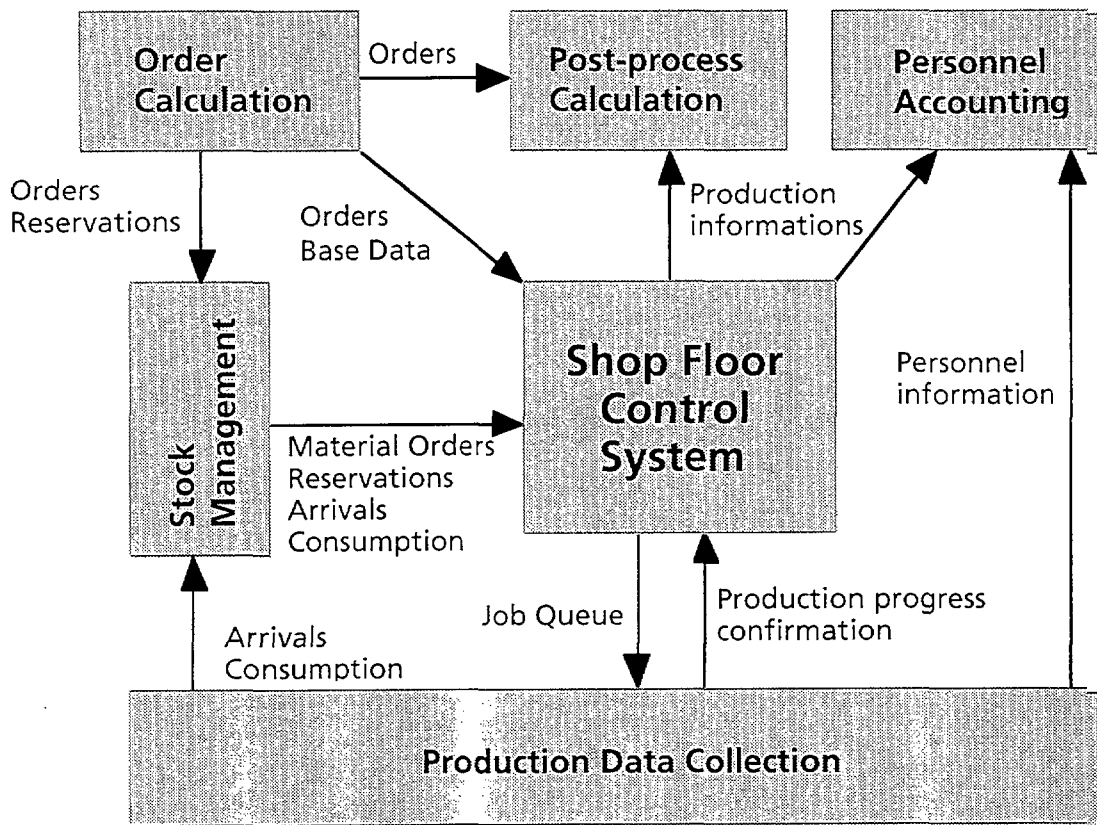 Order
Calculation
Orders
Post-process
Calculation
Personnel
Accounting
Orders
Reservations
Orders
Base Data
Production
informations
Stock
Management
Shop Floor
Control
System
Personnel
information
Material Orders
Reservations
Arrivals
Consumption
Job Queue
Production progress
confirmation
Arrivals
Consumption
Production Data Collection